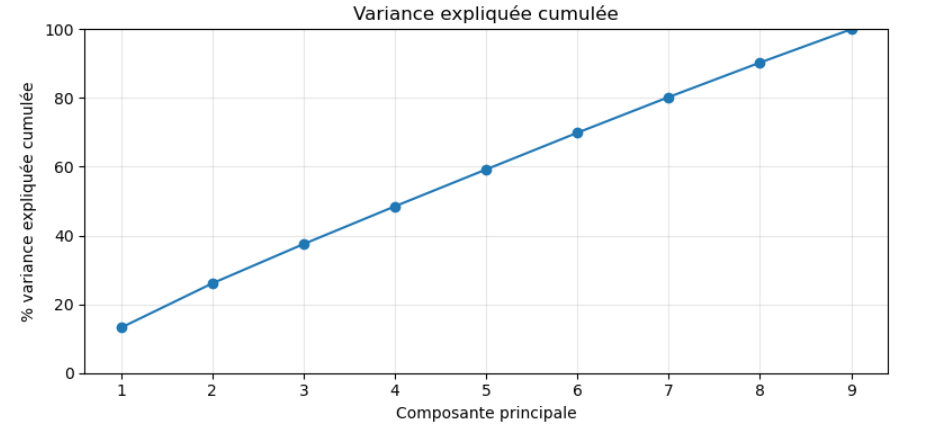 Variance expliquée cumulée
% variance expliquée cumulée
100
80
60
40
20
0
1 2 3 4 5 6 7 8 9
Composante principale